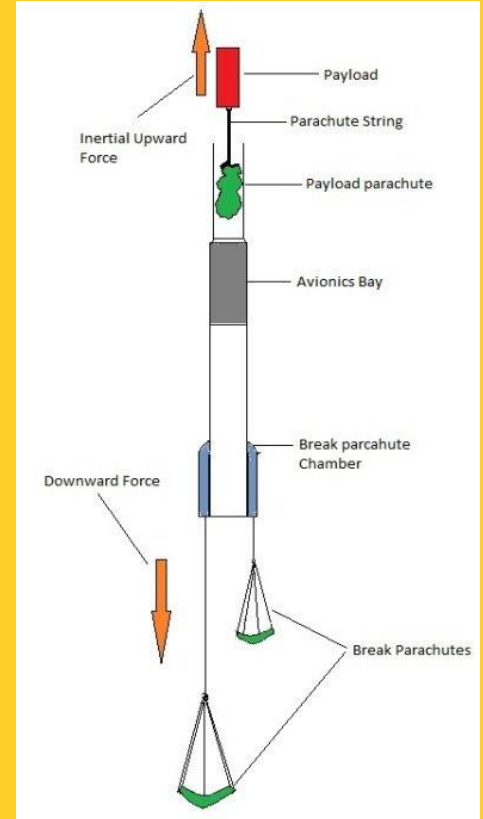 Payload
Parachute String
Inertial Upward
Force
Payload parachute
Avionics Bay
Break parcahute
Chamber
Downward Force
Break Parachutes